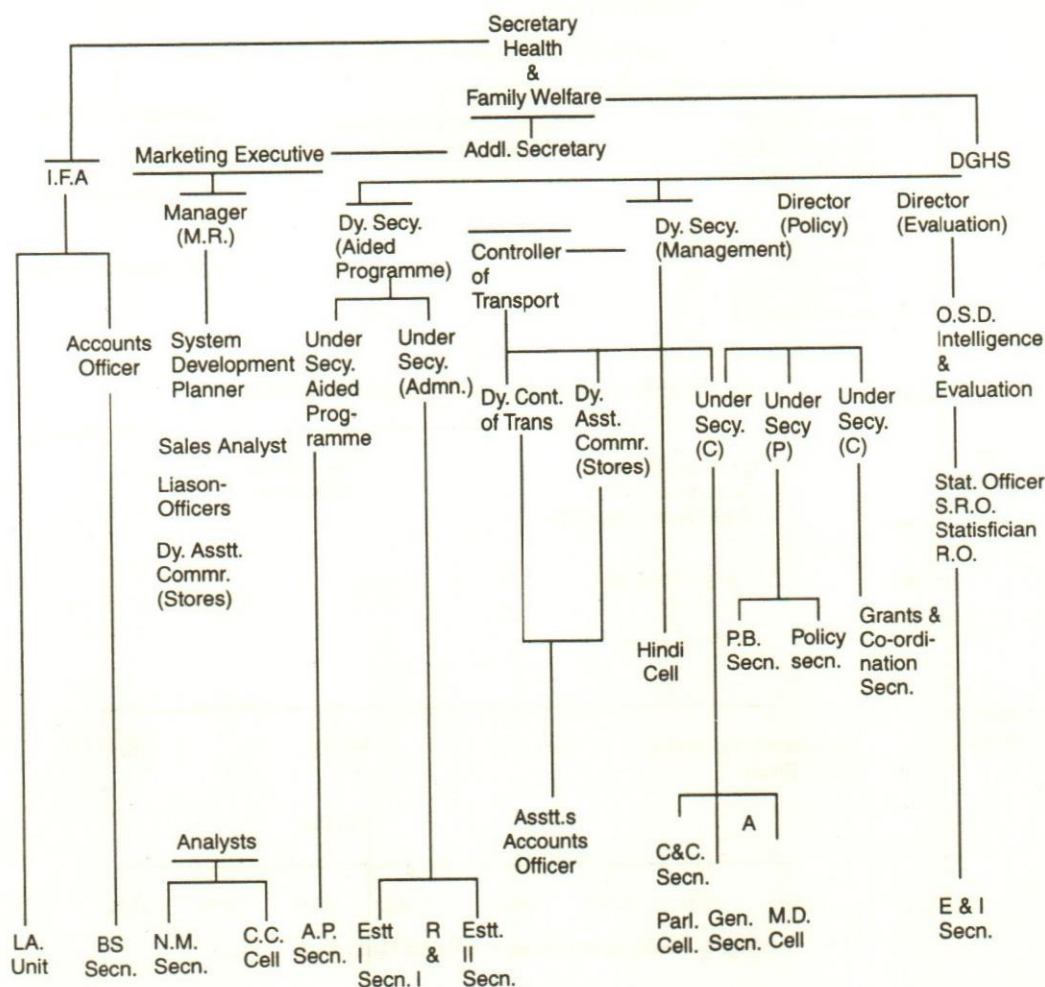 Secretary
Health
&
Family Welfare
Marketing Executive
Addl. Secretary
DGHS
I.F.A
Manager
(M.R.)
Dy. Secy.
(Aided
Programme)
Controller
of
Transport
Dy. Secy.
(Management)
Director
(Policy)
Director
(Evaluation)
Accounts
Officer
System
Development
Planner
Sales Analyst
Liason-
Officers
Dy. Asstt.
Commr.
(Stores)
Under
Secy.
Aided
Prog-
ramme
Under
Secy.
(Admn.)
Dy. Cont.
of Trans
Dy.
Asst.
Commr.
(Stores)
Under
Secy.
(C)
Under
Secy
(P)
Under
Secy.
(C)
O.S.D.
Intelligence
&
Evaluation
Stat. Officer
S.R.O.
Statisfician
R.O.
Hindi
Cell
P.B.
Secn.
Policy
secn.
Grants &
Co-ordi-
nation
Secn.
Asstt.s
Accounts
Officer
Analysts
A
C&C.
Secn.
LA.
Unit
BS
Secn.
N.M.
Secn.
C.C.
Cell
A.P.
Secn.
Estt
I
Secn. I
R
&
I
Estt.
II
Secn.
Parl.
Cell.
Gen.
Secn.
M.D.
Cell
E & I
Secn.